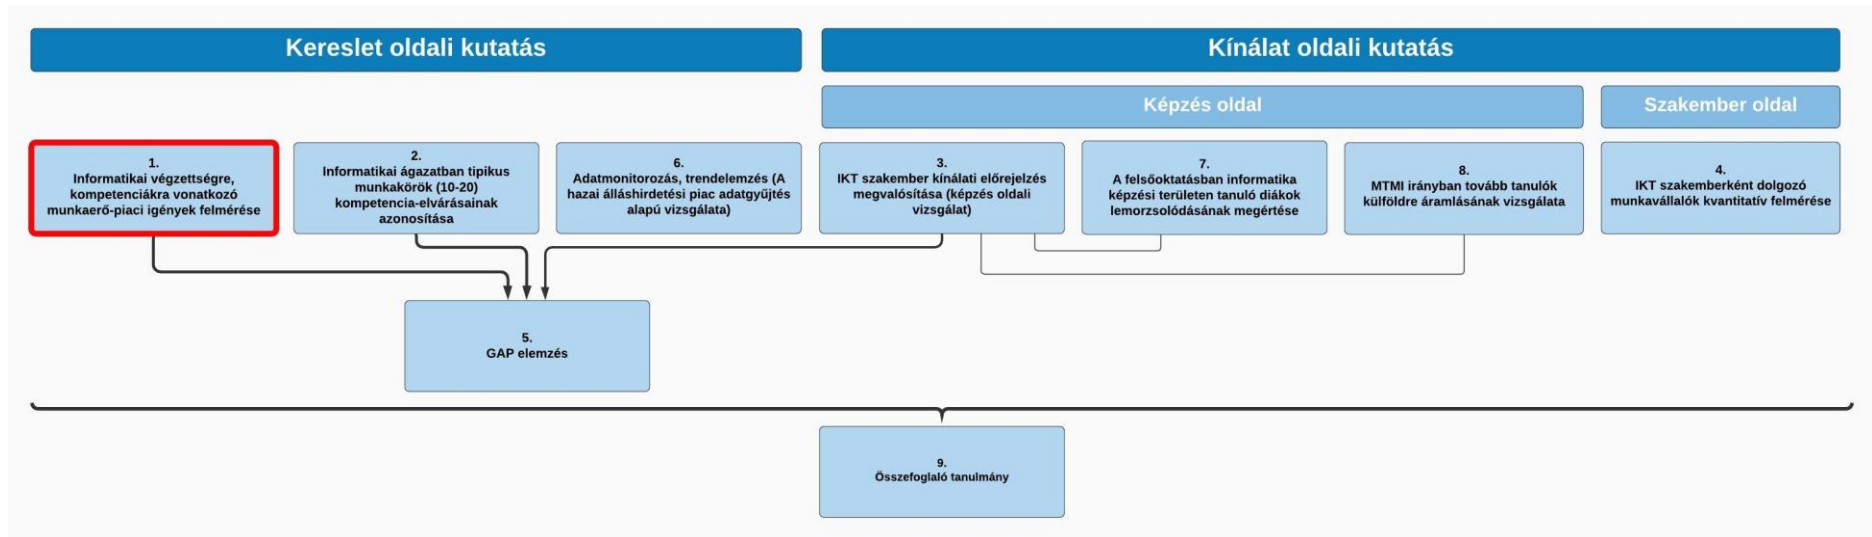 Kereslet oldali kutatás
Kínálat oldali kutatás
Képzés oldal
Szakember oldal
1.
Informatikai végzettségre,
kompetenciákra vonatkozó
munkaerő-piaci igények felmérése
2.
Informatikai ágazatban tipikus
munkakörök (10-20)
kompetencia-elvárásainak
azonosítása
6.
Adatmonitorozás, trendelemzés (A
hazai álláshirdetési piac adatgyűjtés
alapú vizsgálata)
3.
IKT szakember kínálati előrejelzés
megvalósítása (képzés oldali
vizsgálat)
7.
A felsőoktatásban informatika
képzési területen tanuló diákok
lemorzsolódásának megértése
8.
MTMI irányban tovább tanulók
külföldre áramlásának vizsgálata
4.
IKT szakemberként dolgozó
munkavállalók kvantitatív felmérése
5.
GAP elemzés
9.
Összefoglaló tanulmány